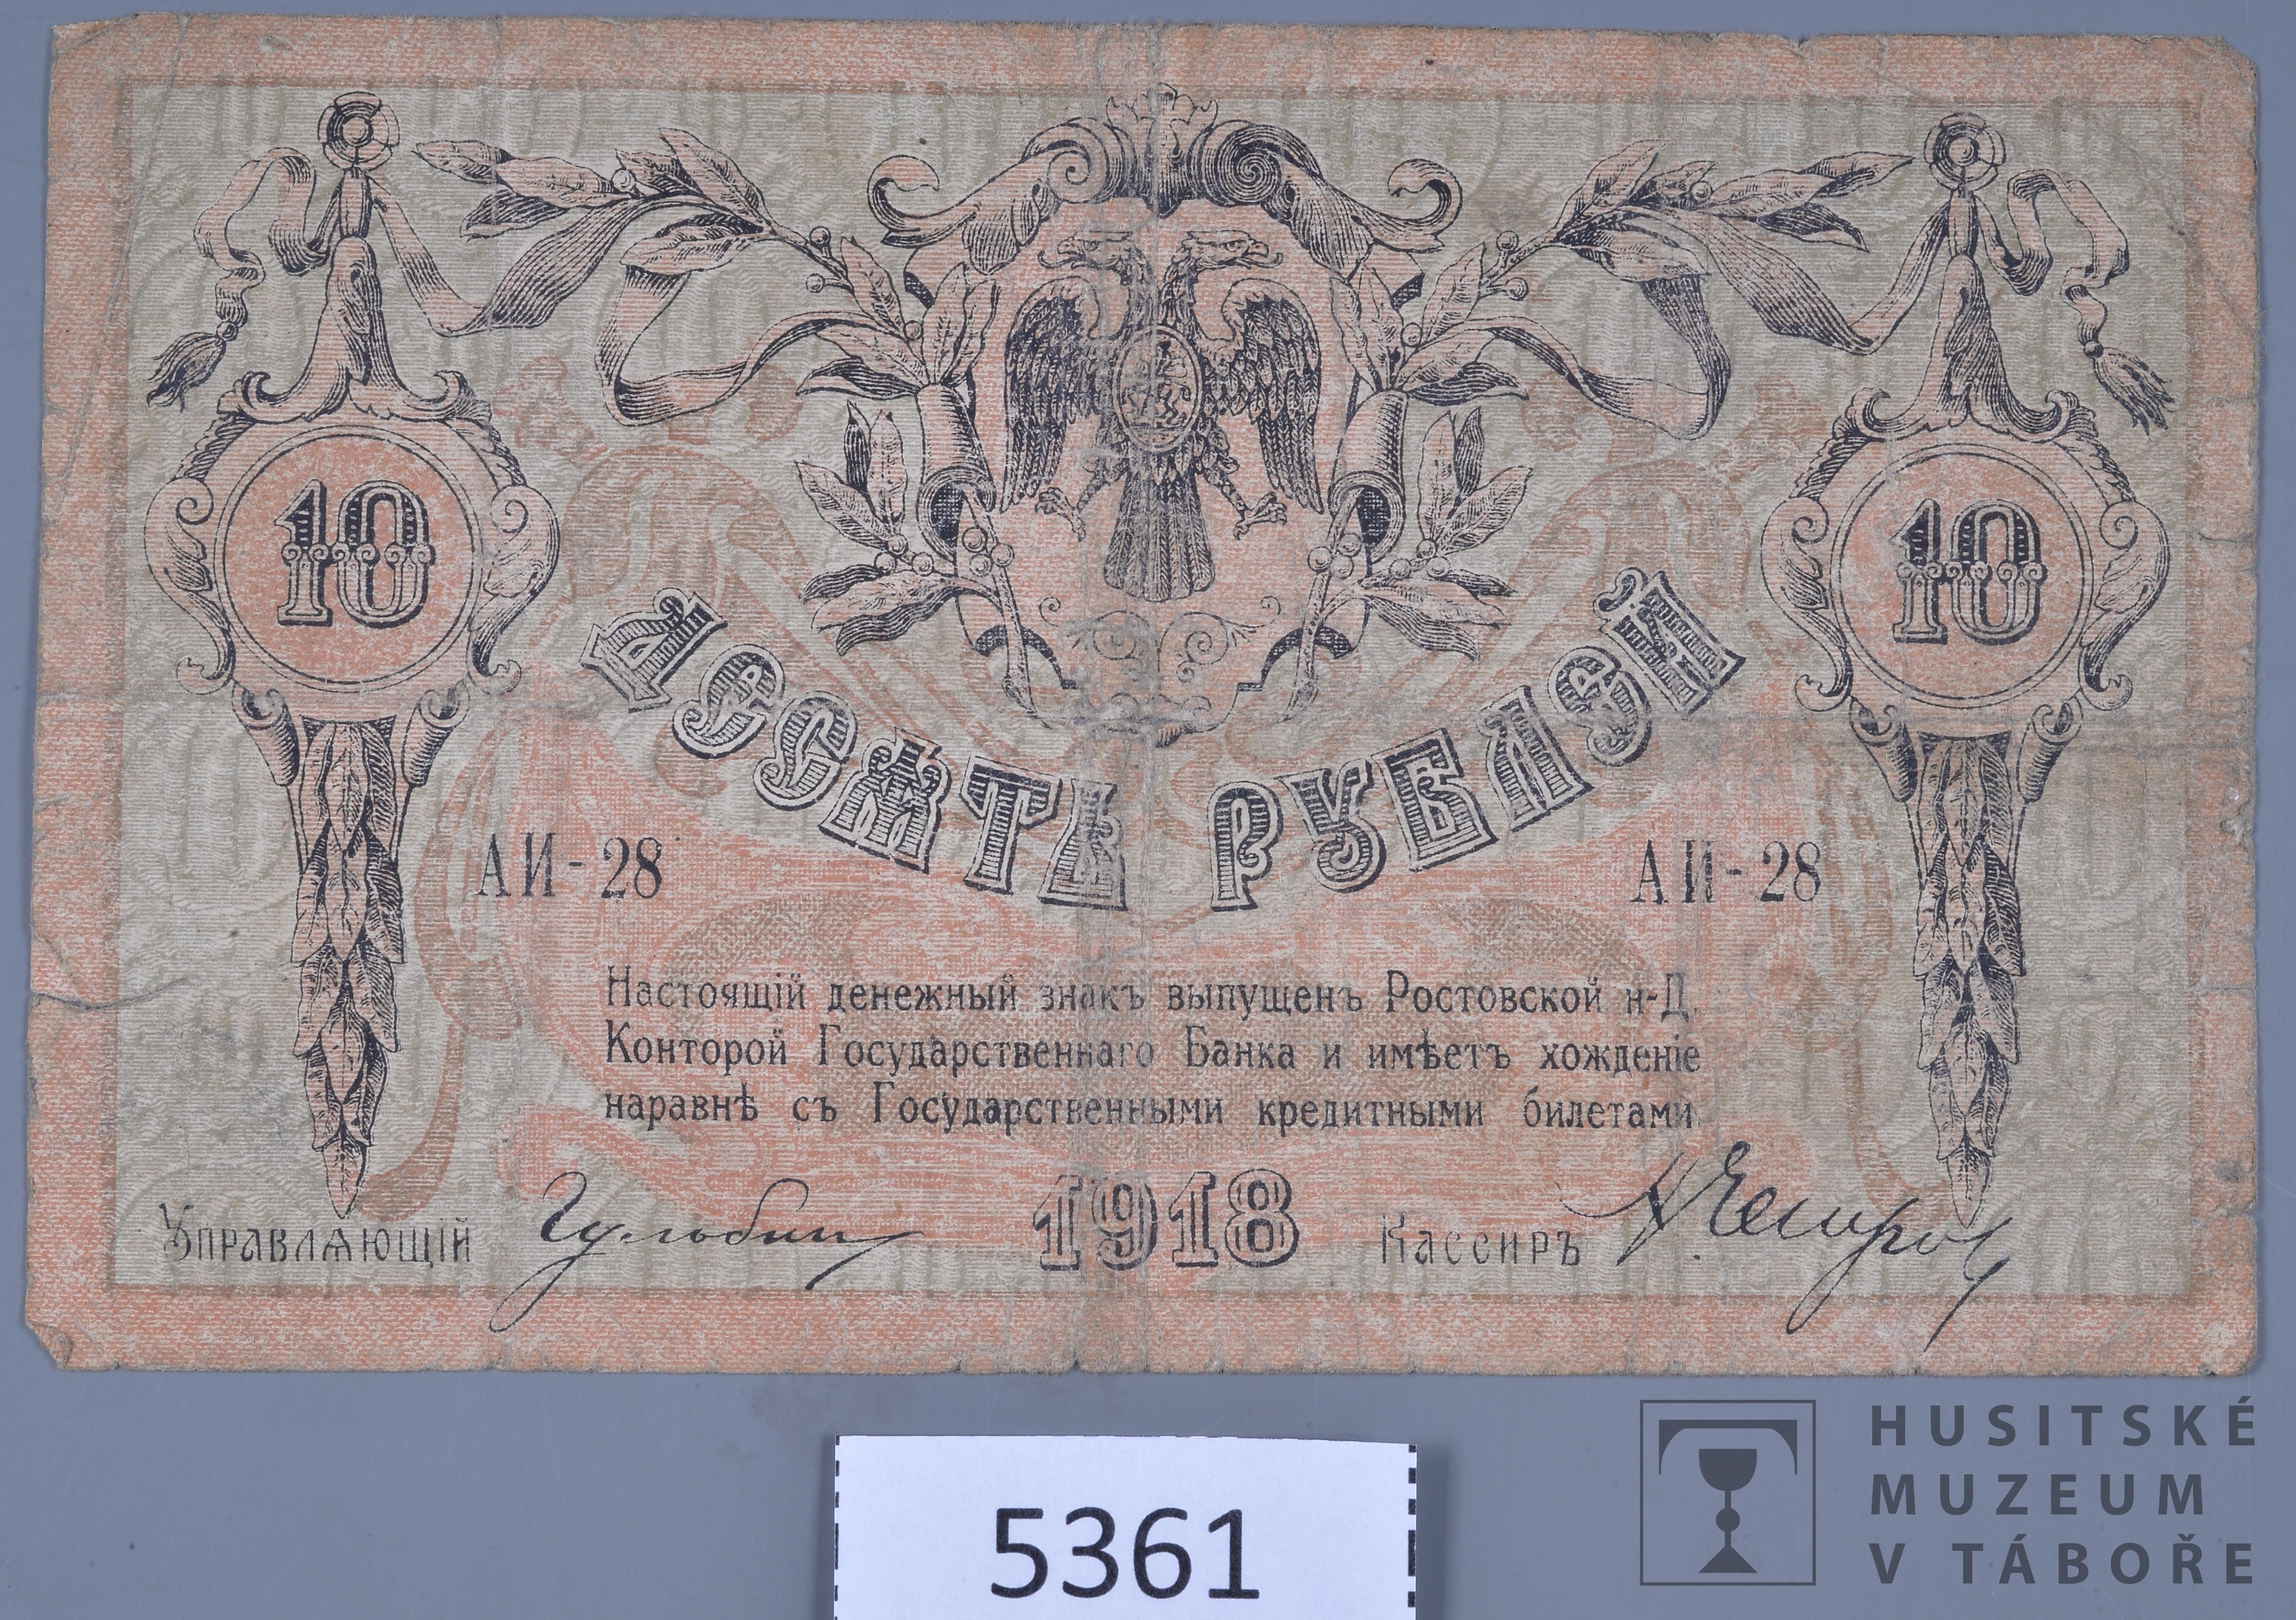 10
10
ДЕСЯТЬ РУБЛЕЙ
АИ-28
АИ-28
Настоящій денежный знакъ выпущенъ Ростовской н-Д.
Конторой Государственнаго Банка и имѣетъ хожденіе
наравнѣ съ Государственными кредитными билетами.
Управляющій
1918
Кассиръ
5361
HUSITSKÉ
MUZEUM
V TÁBOŘE